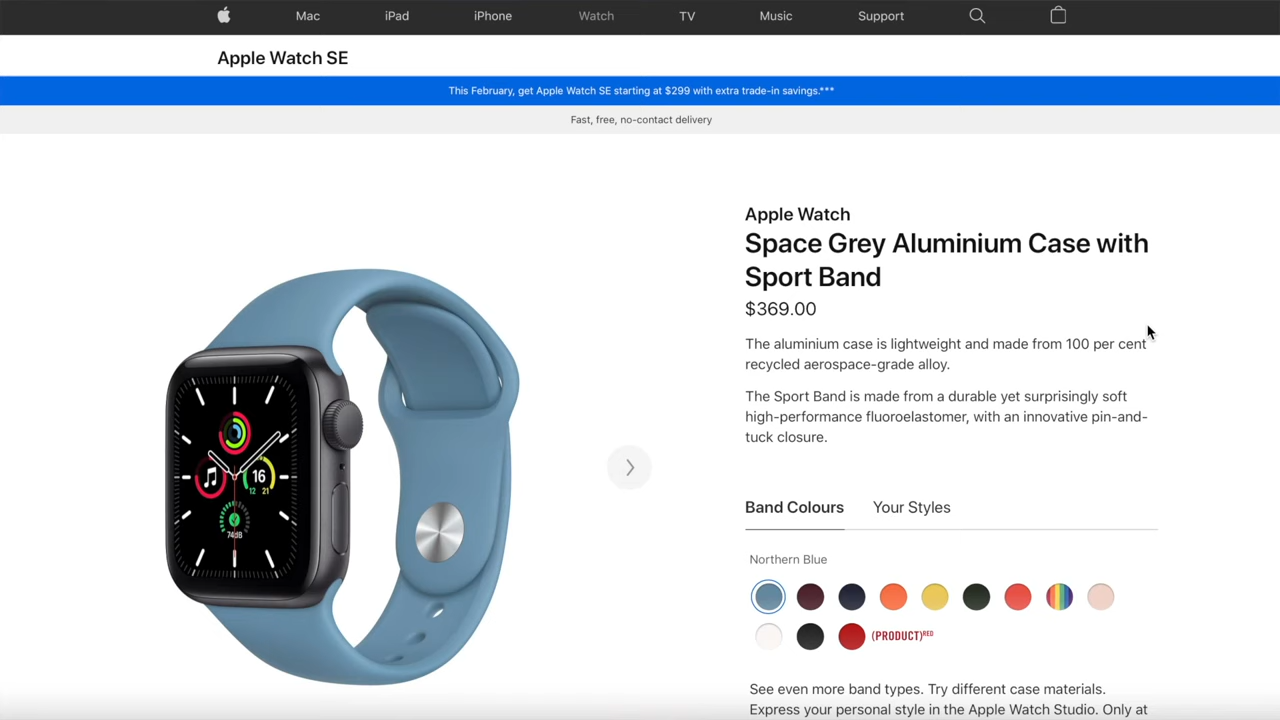 Mac iPad iPhone Watch TV Music Support
Apple Watch SE
This February, get Apple Watch SE starting at $299 with extra trade-in savings.***
Fast, free, no-contact delivery
Apple Watch
Space Grey Aluminium Case with
Sport Band
$369.00
The aluminium case is lightweight and made from 100 per cent
recycled aerospace-grade alloy.
The Sport Band is made from a durable yet surprisingly soft
high-performance fluoroelastomer, with an innovative pin-and-
tuck closure.
16
12 21
74dB
Band Colours Your Styles
Northern Blue
(PRODUCT)RED
See even more band types. Try different case materials.
Express your personal style in the Apple Watch Studio. Only at